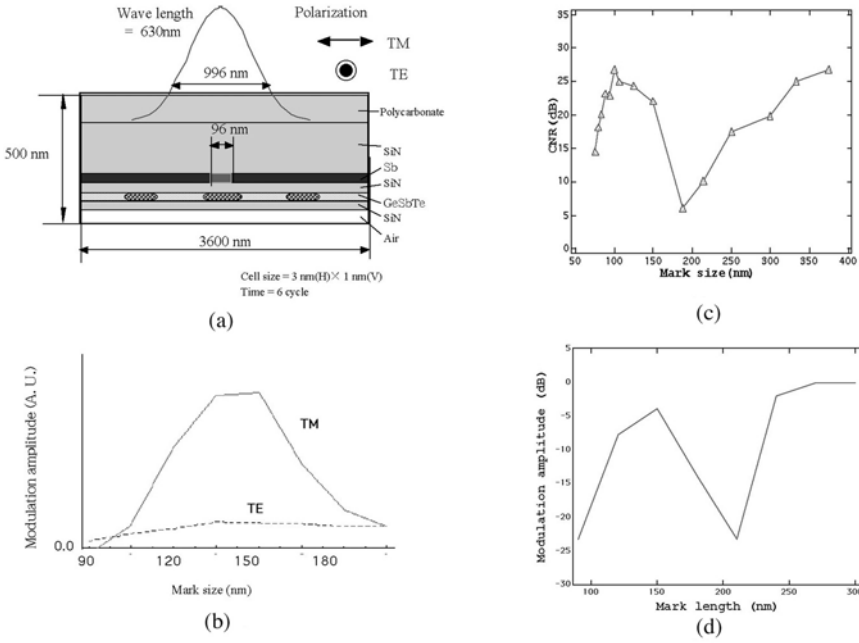 Wave length
= 630nm
Polarization
TM
TE
996 nm
96 nm
500 nm
Polycarbonate
SiN
Sb
SiN
GeSbTe
SiN
Air
3600 nm
Cell size = 3 nm(H)× 1 nm(V)
Time = 6 cycle
(a)
Modulation amplitude (A. U.)
TM
TE
0.0
90
120
150
180
Mark size (nm)
(b)
CNR(dB)
40
35
30
25
20
15
10
5
0
50 100 150 200 250 300 350 400
Mark size(nm)
(c)
Modulation amplitude (dB)
5
0
-5
-10
-15
-20
-25
-30
100 150 200 250 300
Mark length (nm)
(d)